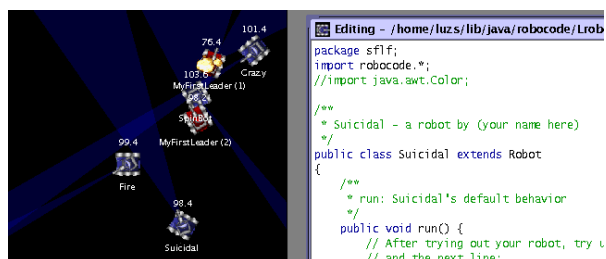 101.4
76.4
Crazy
103.6
MyFirstLeader (1)
98.2
SpinBot
MyFirstLeader (2)
99.4
Fire
98.4
Suicidal
Editing - /home/luzs/lib/java/robocode/Lrobo
package sflf;
import robocode.*;
//import java.awt.Color;
/**
* Suicidal - a robot by (your name here)
*/
public class Suicidal extends Robot
{
/**
* run: Suicidal's default behavior
*/
public void run() {
// After trying out your robot, try u
// and the next line: